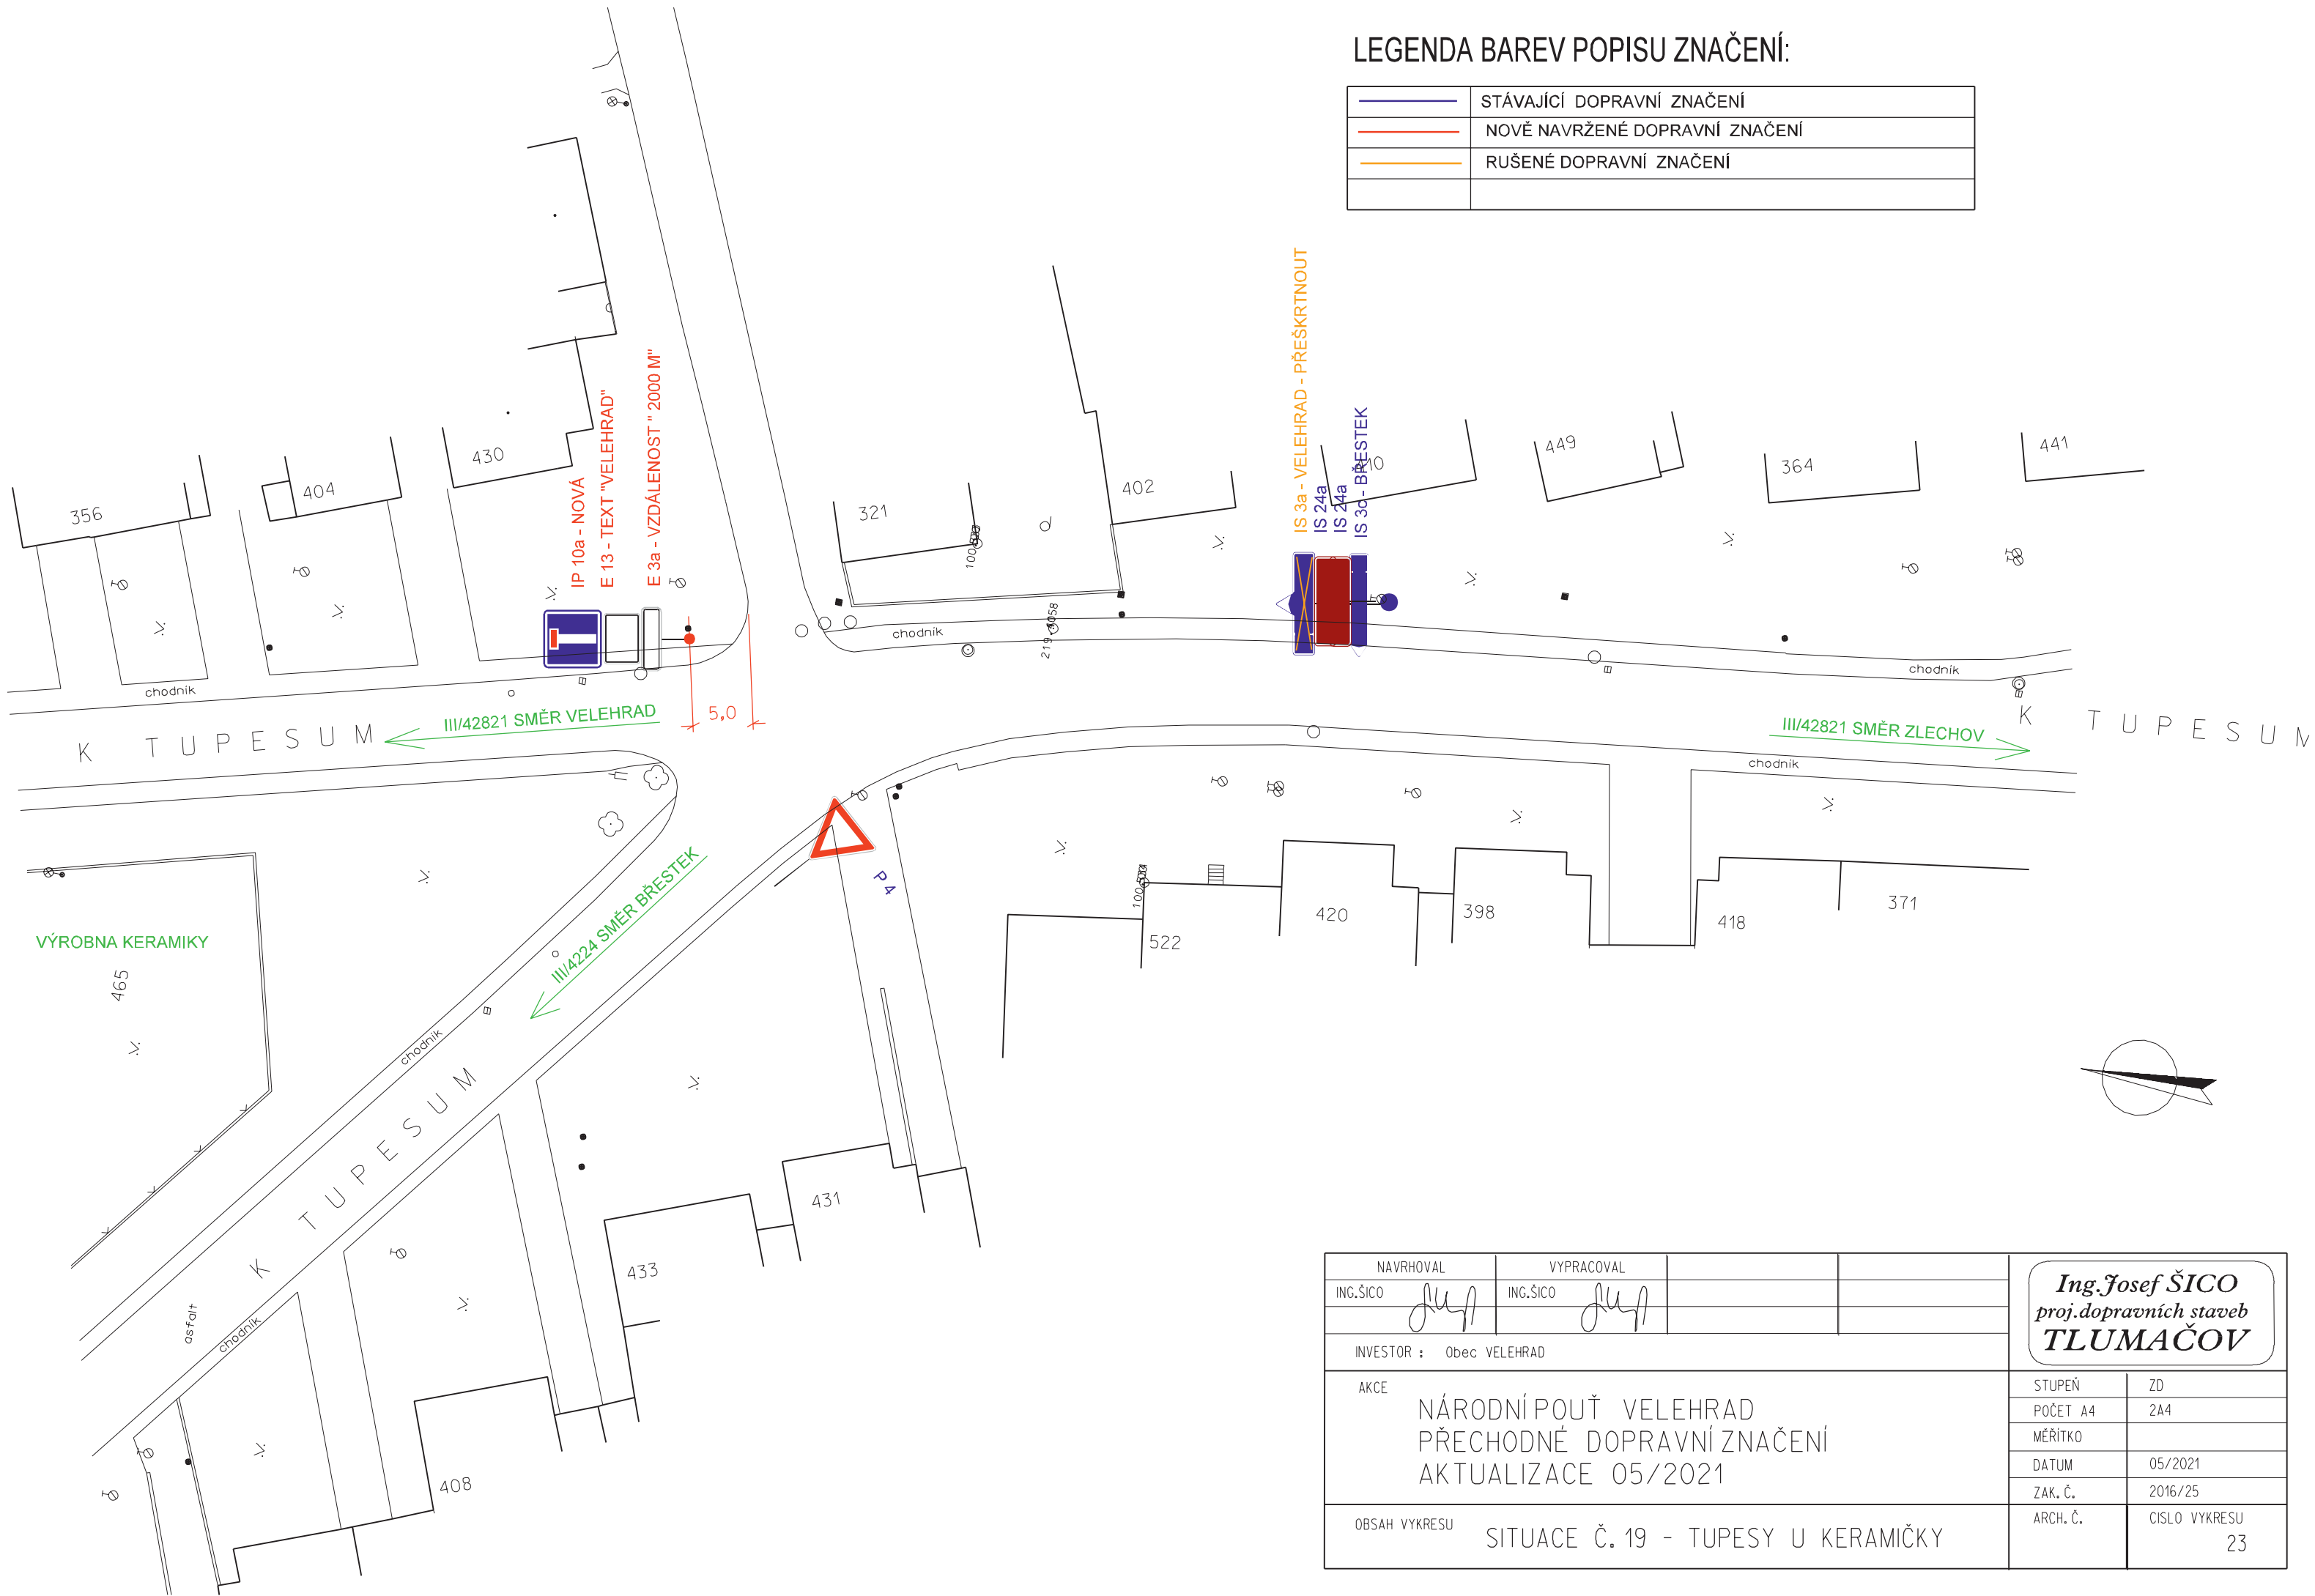 LEGENDA BAREV POPISU ZNAČENÍ:
STÁVAJÍCÍ DOPRAVNÍ ZNAČENÍ
NOVĚ NAVRŽENÉ DOPRAVNÍ ZNAČENÍ
RUŠENÉ DOPRAVNÍ ZNAČENÍ
IP 10a - NOVÁ
E 13 - TEXT "VELEHRAD"
E 3a - VZDÁLENOST " 2000 M"
IS 3a - VELEHRAD - PŘEŠKRTNOUT
IS 24a
IS 24a
IS 3c - BŘESTEK
356
404
430
321
402
449
364
441
chodník
chodník
chodník
chodník
5,0
K TUPESUM
III/42821 SMĚR VELEHRAD
III/42821 SMĚR ZLECHOV
K TUPESUM
P4
III/4224 SMĚR BŘESTEK
VÝROBNA KERAMIKY
465
chodník
K TUPESUM
asfalt
chodník
522
420
398
418
371
431
433
408
NAVRHOVAL
VYPRACOVAL
ING.ŠICO
ING.ŠICO
INVESTOR : Obec VELEHRAD
Ing.Josef ŠICO
proj.dopravních staveb
TLUMAČOV
AKCE
NÁRODNÍ POUŤ VELEHRAD
PŘECHODNÉ DOPRAVNÍ ZNAČENÍ
AKTUALIZACE 05/2021
STUPEŇ ZD
POČET A4 2A4
MĚŘÍTKO
DATUM 05/2021
ZAK. Č. 2016/25
ARCH. Č. CISLO VYKRESU
23
OBSAH VYKRESU SITUACE Č. 19 - TUPESY U KERAMIČKY